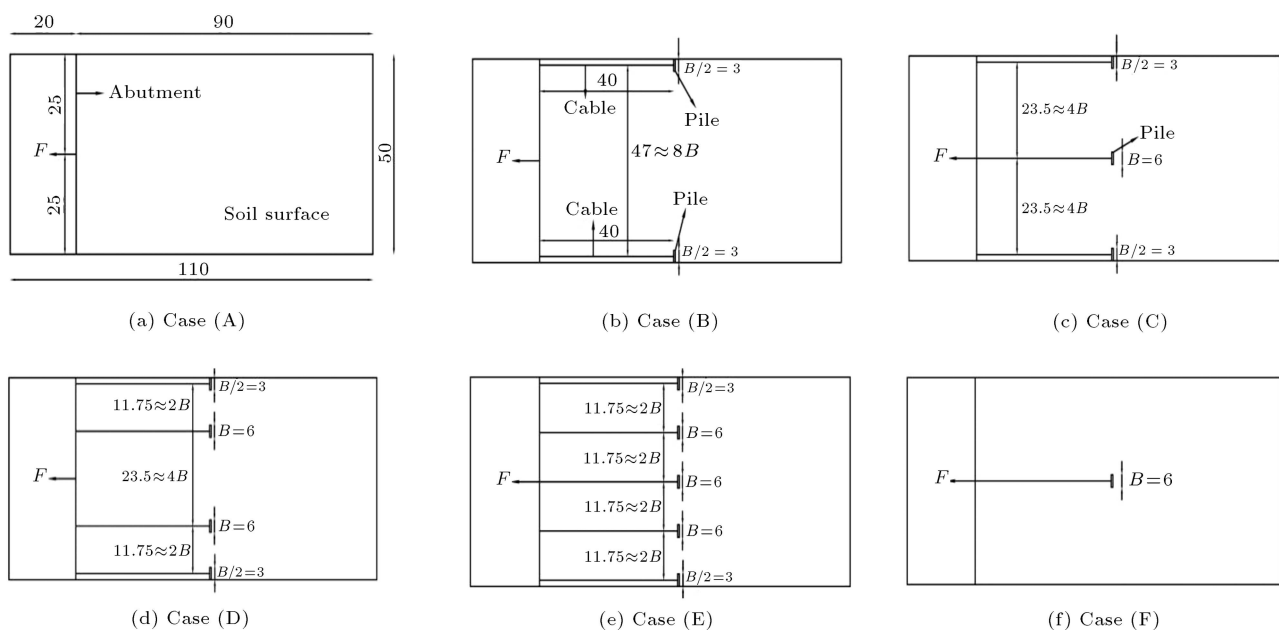 20
90
Abutment
25
F
25
50
Soil surface
110
(a) Case (A)
B/2 = 3
40
Cable
Pile
F
47≈8B
Cable
Pile
40
B/2 = 3
(b) Case (B)
B/2 = 3
23.5≈4B
Pile
F
B=6
23.5≈4B
B/2 = 3
(c) Case (C)
B/2=3
11.75≈2B
B=6
F
23.5≈4B
B=6
11.75≈2B
B/2=3
(d) Case (D)
B/2=3
11.75≈2B
B=6
11.75≈2B
F
B=6
11.75≈2B
B=6
11.75≈2B
B/2=3
(e) Case (E)
F
B=6
(f) Case (F)